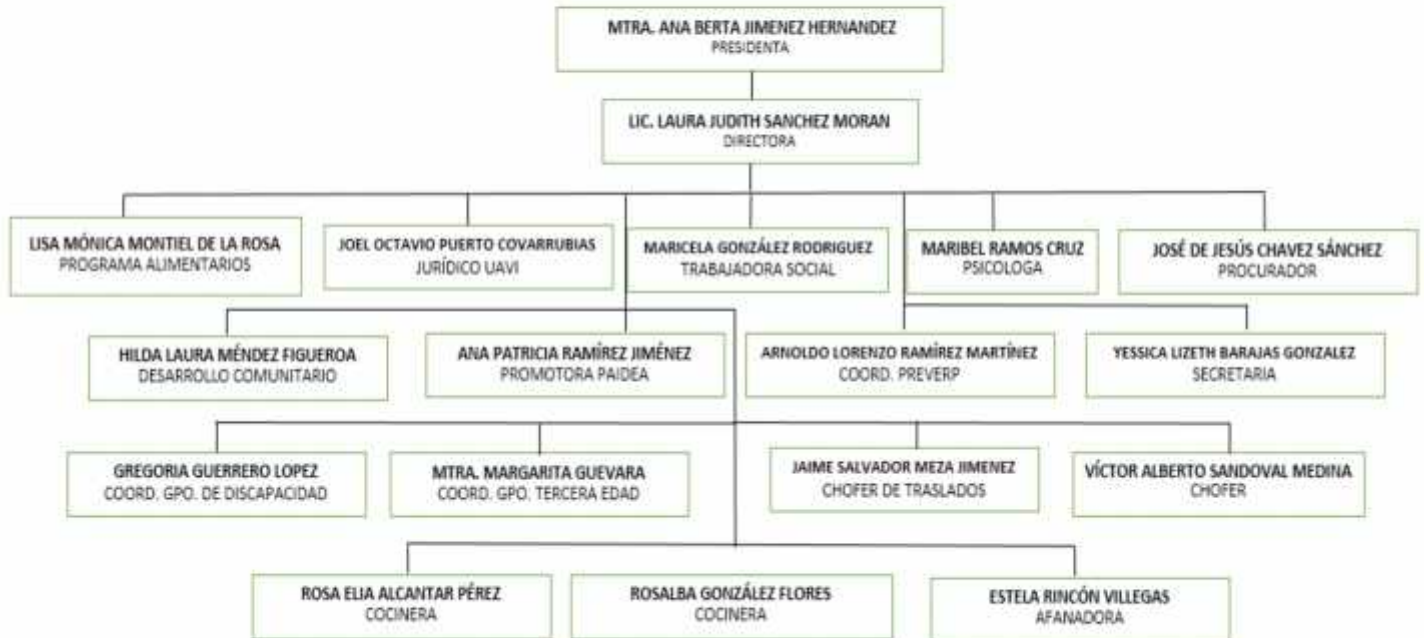 MTRA. ANA BERTA JIMENEZ HERNANDEZ
PRESIDENTA
LIC. LAURA JUDITH SANCHEZ MORAN
DIRECTORA
LISA MÓNICA MONTIEL DE LA ROSA
PROGRAMA ALIMENTARIOS
JOEL OCTAVIO PUERTO COVARRUBIAS
JURÍDICO UAVI
MARICELA GONZÁLEZ RODRIGUEZ
TRABAJADORA SOCIAL
MARIBEL RAMOS CRUZ
PSICOLOGA
JOSÉ DE JESÚS CHAVEZ SÁNCHEZ
PROCURADOR
HILDA LAURA MÉNDEZ FIGUEROA
DESARROLLO COMUNITARIO
ANA PATRICIA RAMÍREZ JIMÉNEZ
PROMOTORA PAIDEA
ARNOLDO LORENZO RAMÍREZ MARTÍNEZ
COORD. PREVERP
YESSICA LIZETH BARAJAS GONZALEZ
SECRETARIA
GREGORIA GUERRERO LOPEZ
COORD. GPO. DE DISCAPACIDAD
MTRA. MARGARITA GUEVARA
COORD. GPO. TERCERA EDAD
JAIME SALVADOR MEZA JIMENEZ
CHOFER DE TRASLADOS
VÍCTOR ALBERTO SANDOVAL MEDINA
CHOFER
ROSA ELIA ALCANTAR PÉREZ
COCINERA
ROSALBA GONZÁLEZ FLORES
COCINERA
ESTELA RINCÓN VILLEGAS
AFANADORA